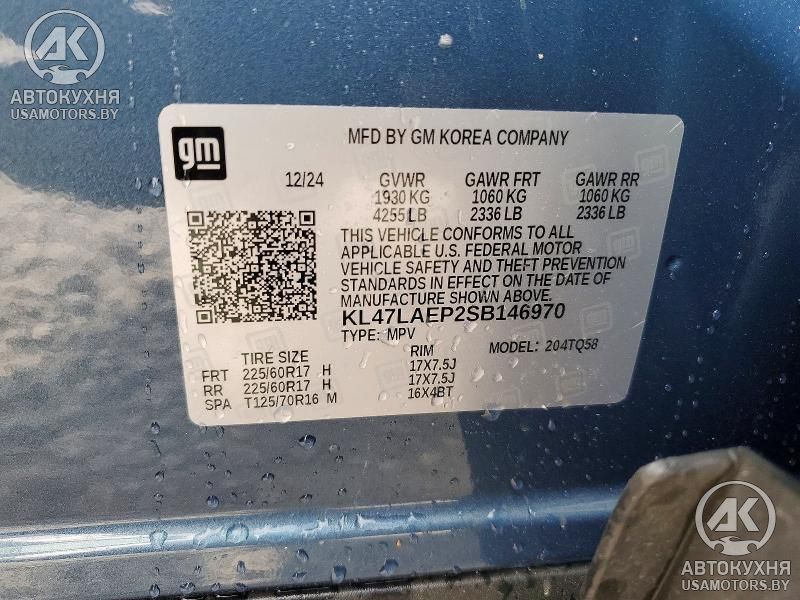 AK
АВТОКУХНЯ
USAMOTORS.BY
gm
MFD BY GM KOREA COMPANY
12/24 GVWR GAWR FRT GAWR RR
1930 KG 1060 KG 1060 KG
4255 LB 2336 LB 2336 LB
THIS VEHICLE CONFORMS TO ALL
APPLICABLE U.S. FEDERAL MOTOR
VEHICLE SAFETY AND THEFT PREVENTION
STANDARDS IN EFFECT ON THE DATE OF
MANUFACTURE SHOWN ABOVE.
KL47LAEP2SB146970
TYPE: MPV MODEL: 204TQ58
TIRE SIZE RIM
FRT 225/60R17 H 17X7.5J
RR 225/60R17 H 17X7.5J
SPA T125/70R16 M 16X4BT
AK
АВТОКУХНЯ
USAMOTORS.BY